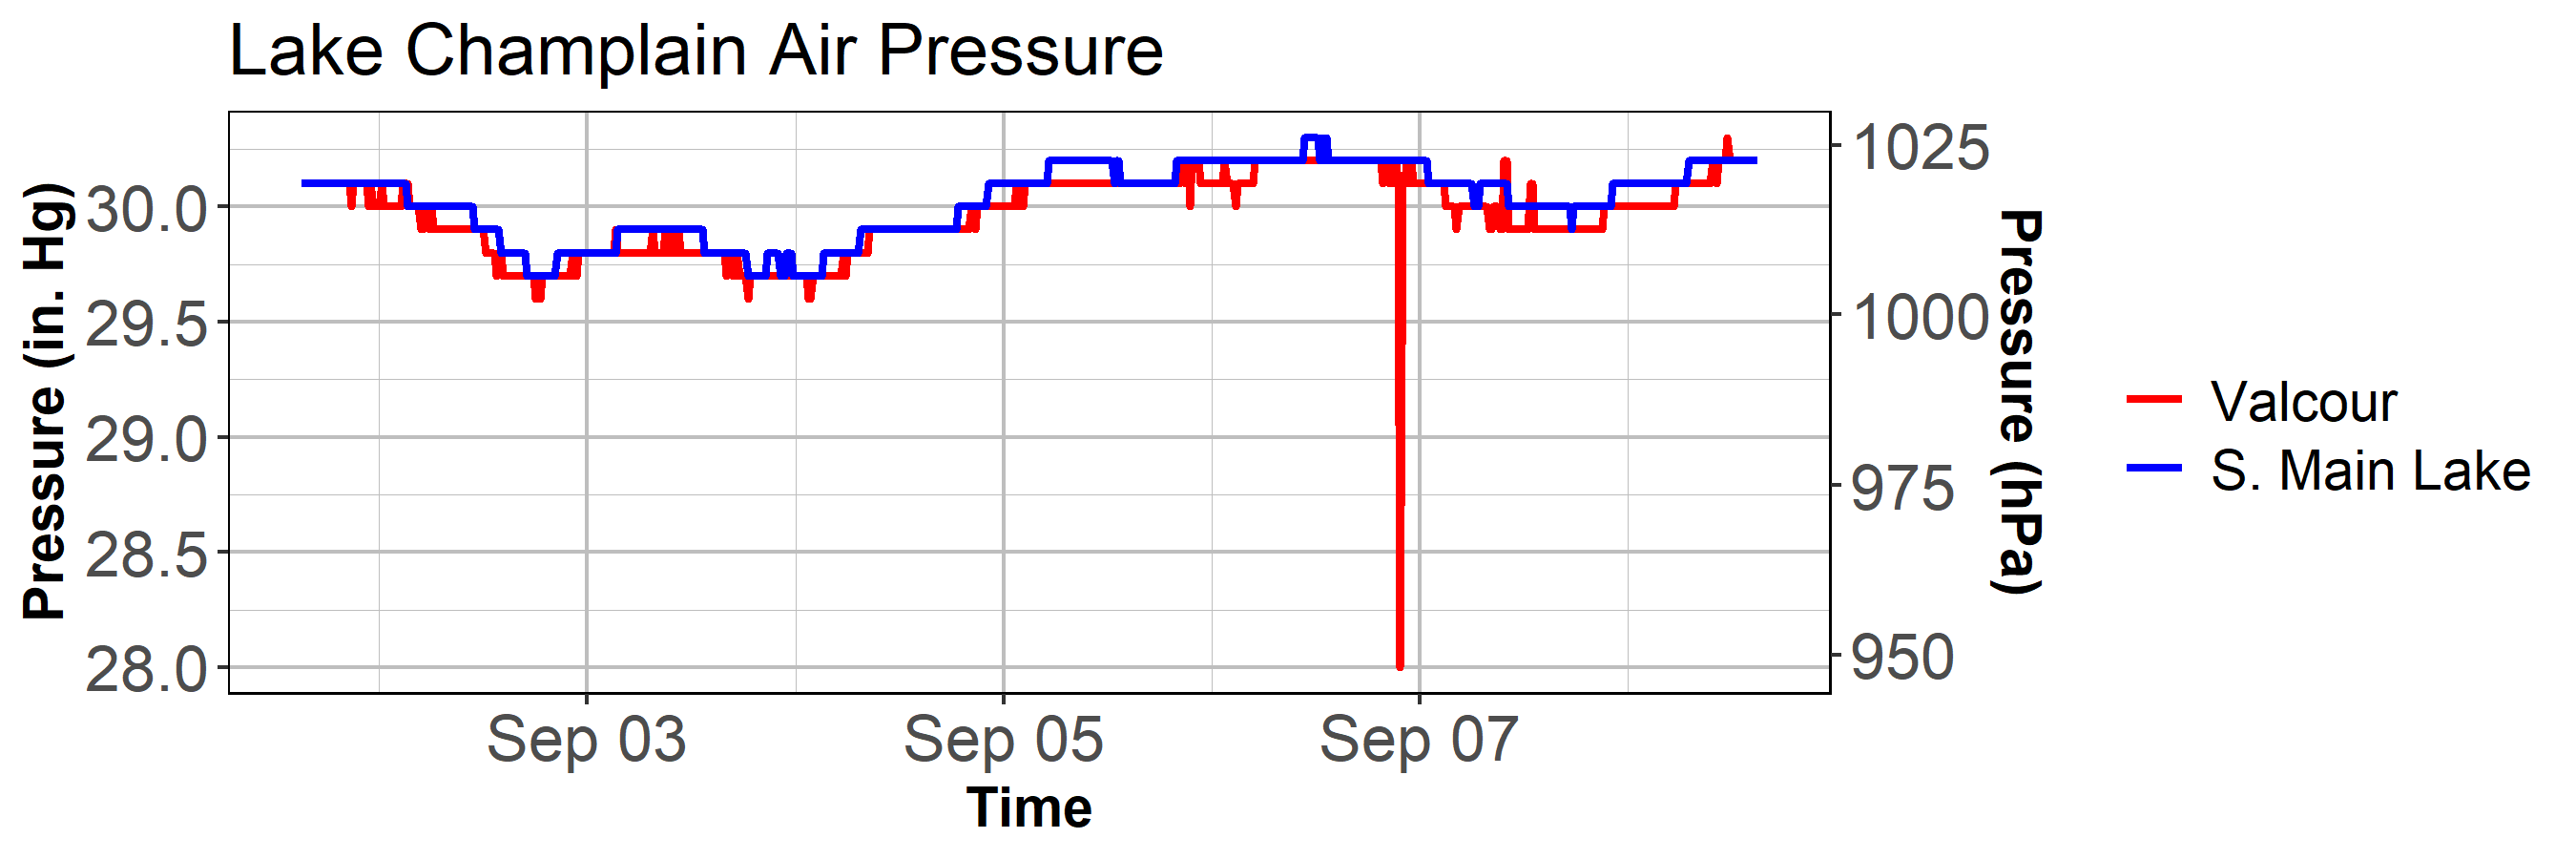 Lake Champlain Air Pressure
Pressure (in. Hg)
30.0
29.5
29.0
28.5
28.0
1025
1000
975
950
Pressure (hPa)
Sep 03
Sep 05
Sep 07
Time
Valcour
S. Main Lake